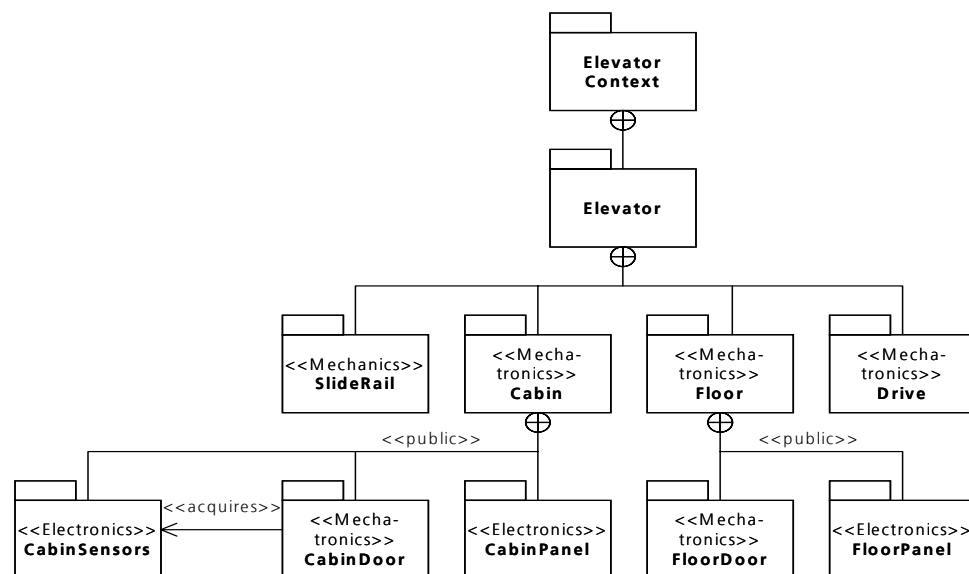 Elevator
Context
Elevator
<<Mechanics>>
SlideRail
<<Mecha-
tronics>>
Cabin
<<Mecha-
tronics>>
Floor
<<Mecha-
tronics>>
Drive
<<public>>
<<public>>
<<acquires>>
<<Electronics>>
CabinSensors
<<Mecha-
tronics>>
CabinDoor
<<Electronics>>
CabinPanel
<<Mecha-
tronics>>
FloorDoor
<<Electronics>>
FloorPanel